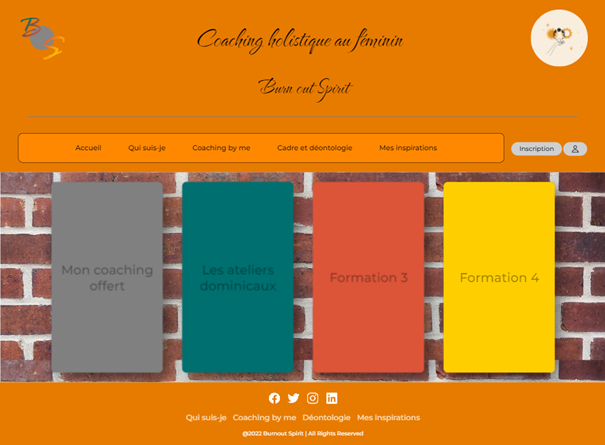 BS
Coaching holistique au féminin
Burn out Spirit
Accueil Qui suis-je Coaching by me Cadre et déontologie Mes inspirations Inscription
Mon coaching
offert
Les ateliers
dominicaux
Formation 3
Formation 4
Qui suis-je Coaching by me Déontologie Mes Inspirations
@2022 Burnout Spirit | All Rights Reserved